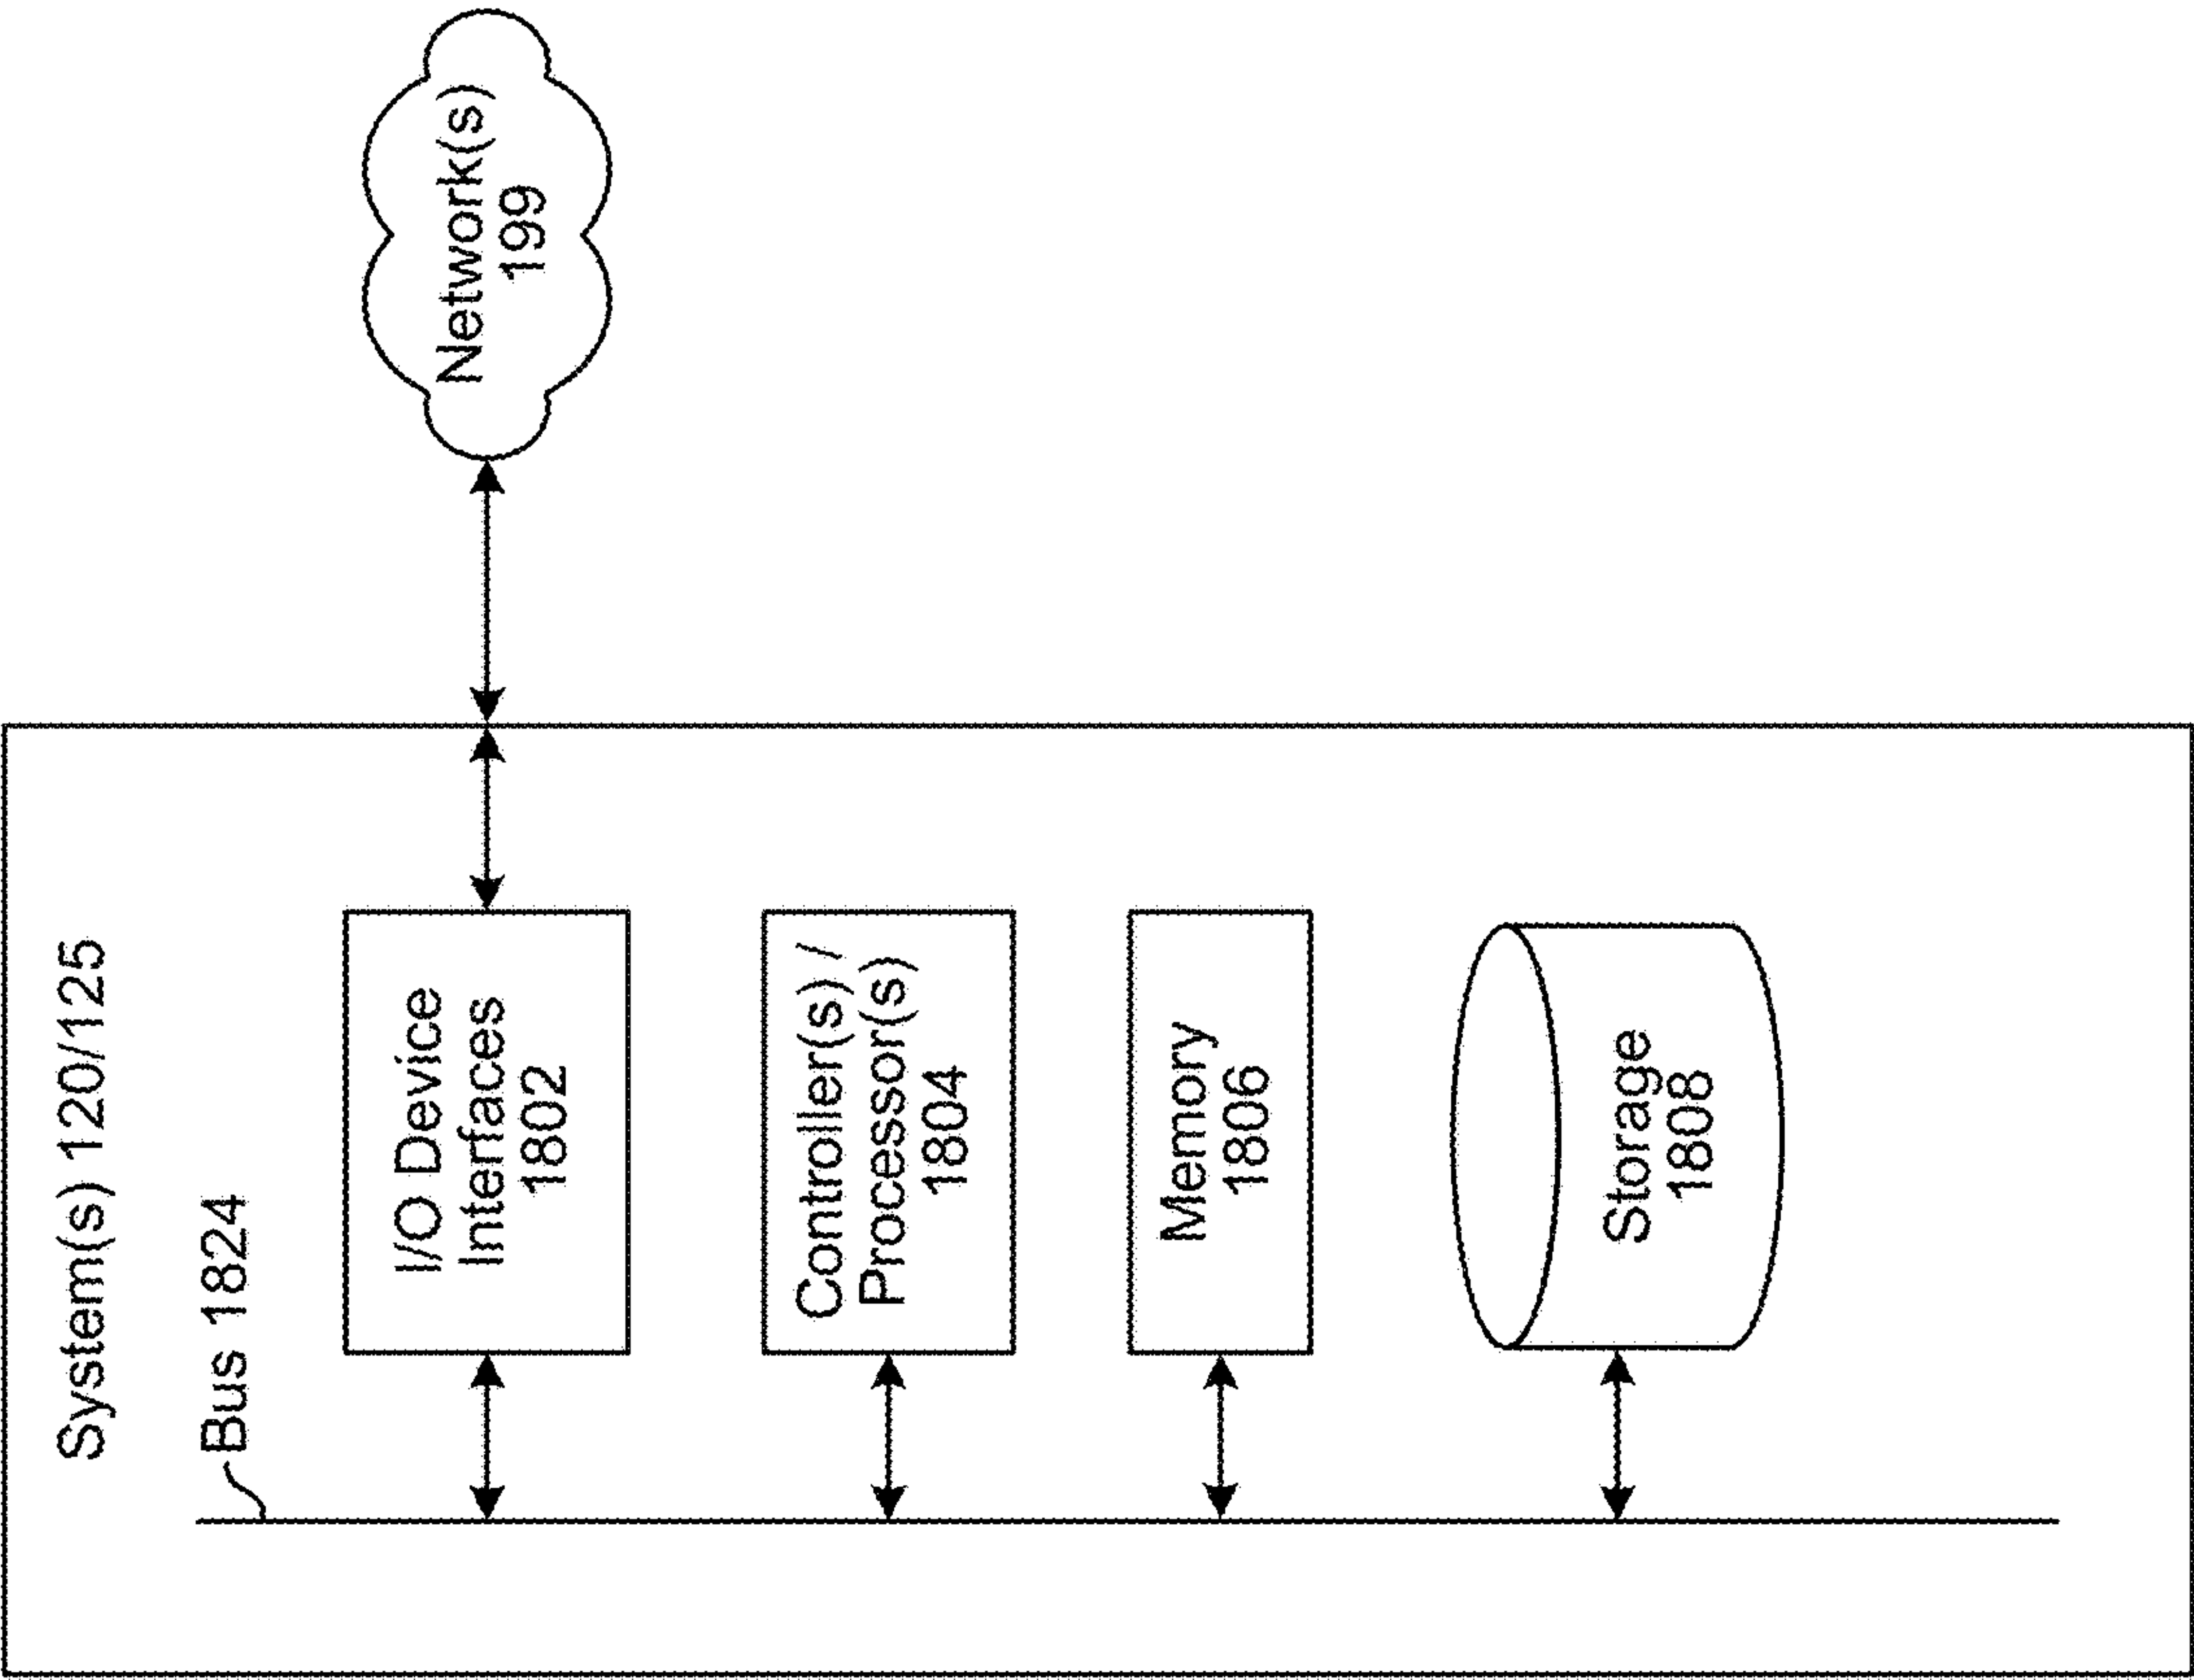 System(s) 120/125
Bus 1824
I/O Device
Interfaces
1802
Network(s)
199
Controller(s) /
Processor(s)
1804
Memory
1806
Storage
1808